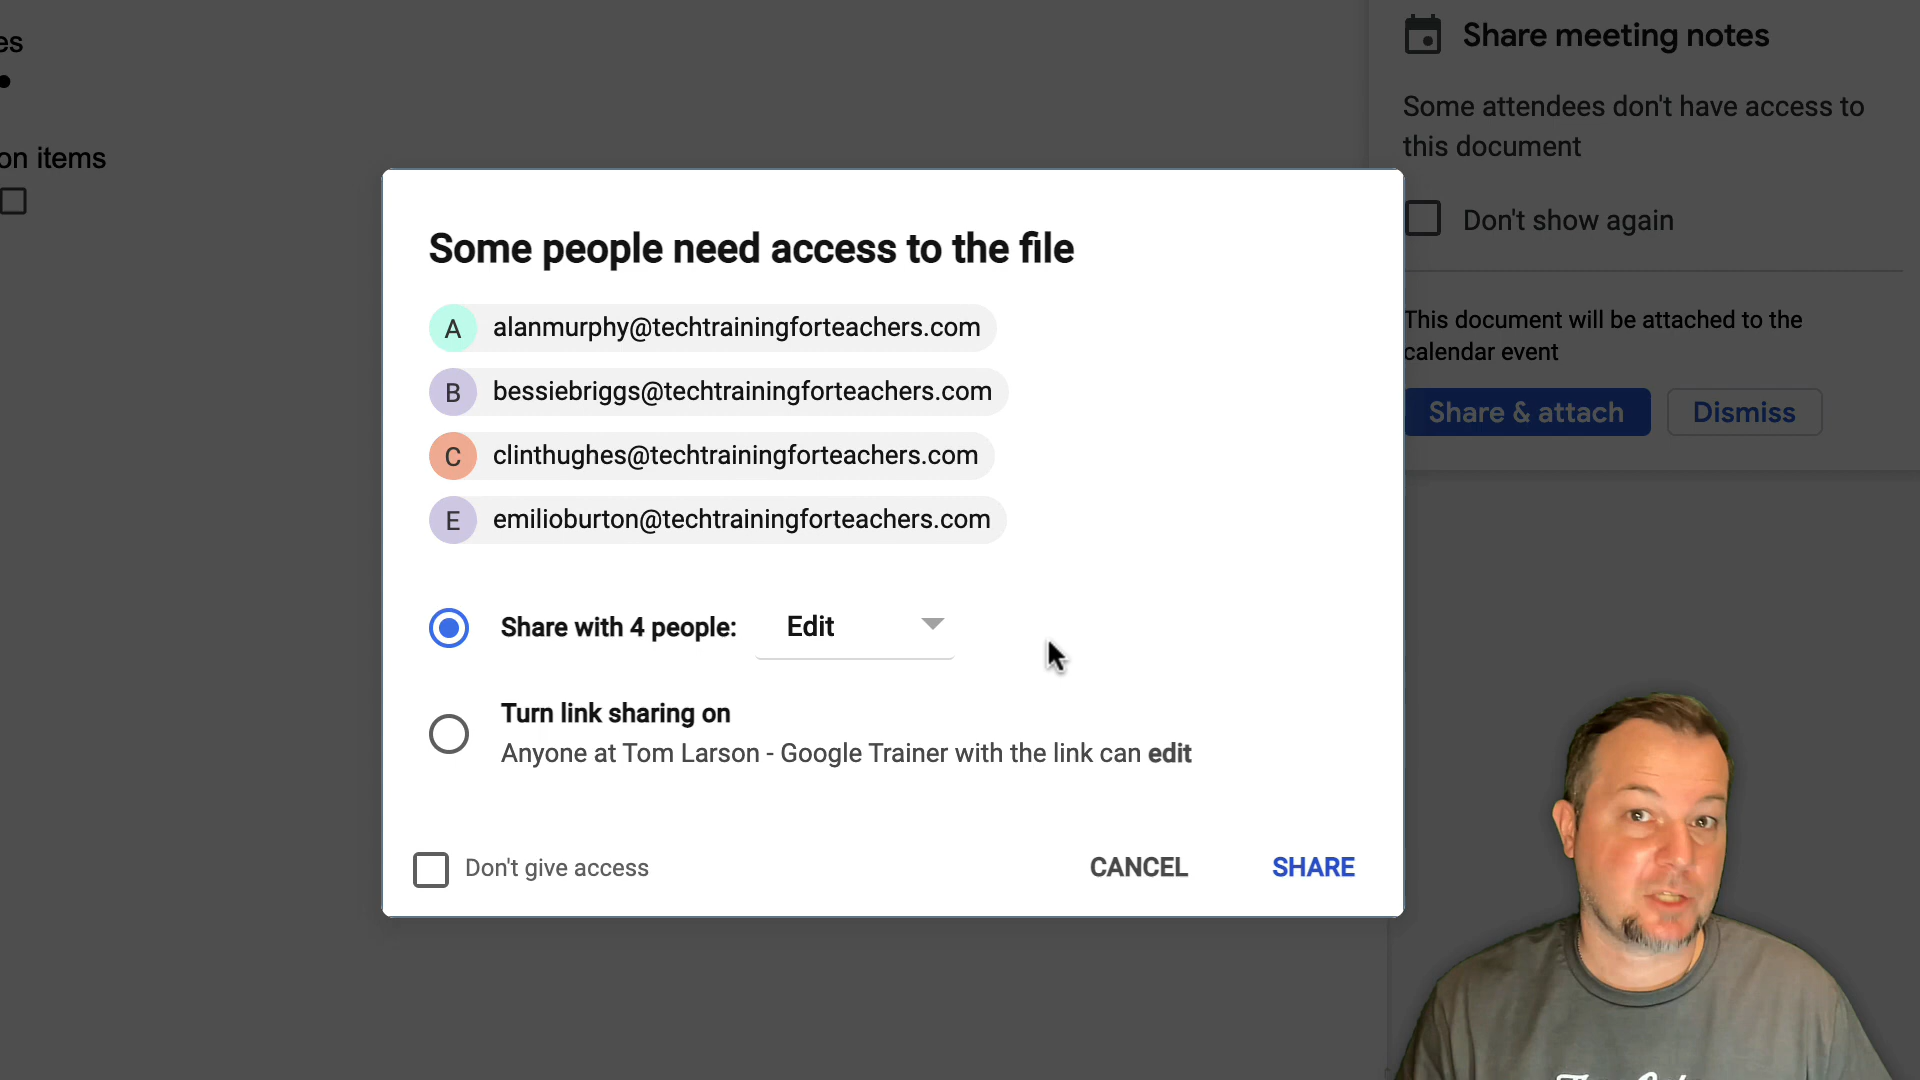 es
on items
Share meeting notes
Some attendees don't have access to
this document
Don't show again
This document will be attached to the
calendar event
Share & attach
Dismiss
Some people need access to the file
A alanmurphy@techtrainingforteachers.com
B bessiebriggs@techtrainingforteachers.com
C clinthughes@techtrainingforteachers.com
E emilioburton@techtrainingforteachers.com
Share with 4 people: Edit
Turn link sharing on
Anyone at Tom Larson - Google Trainer with the link can edit
Don't give access
CANCEL
SHARE